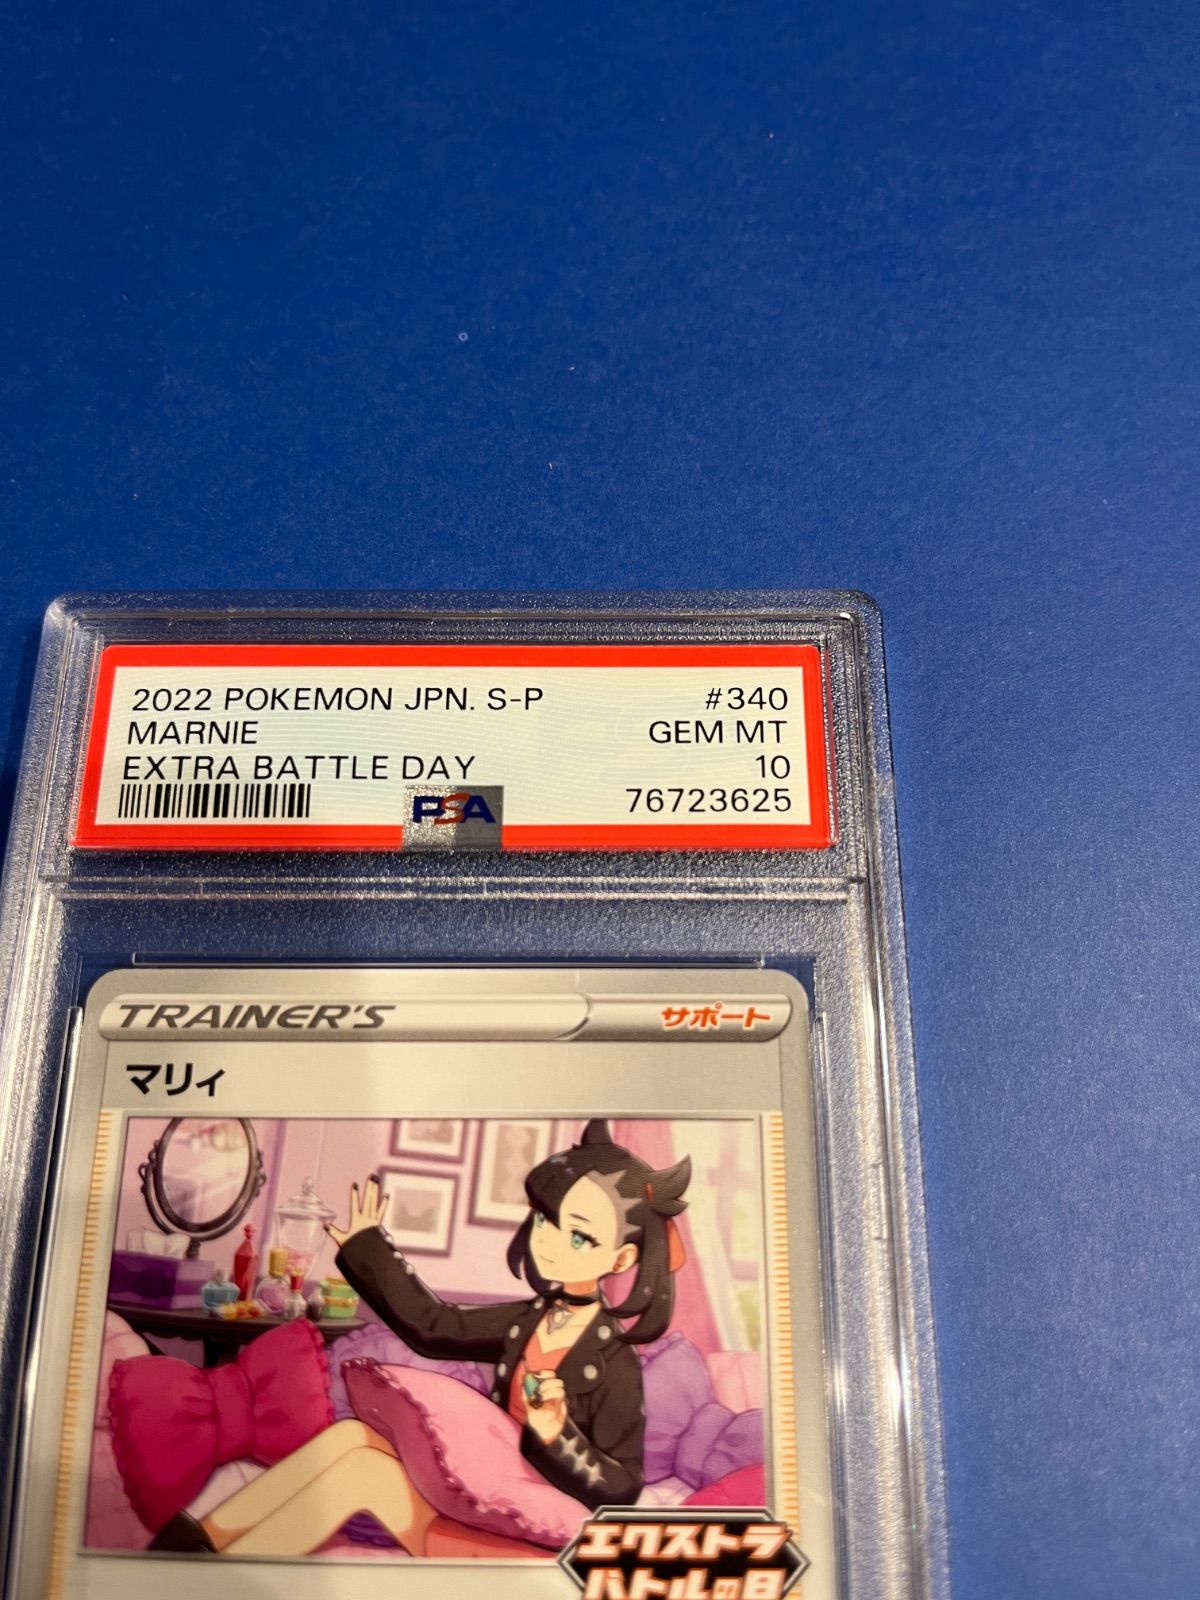 2022 POKEMON JPN. S-P #340
MARNIE GEM MT
EXTRA BATTLE DAY 10
PSA 76723625
TRAINER'S サポート
マリィ
エクストラ
バトルの日